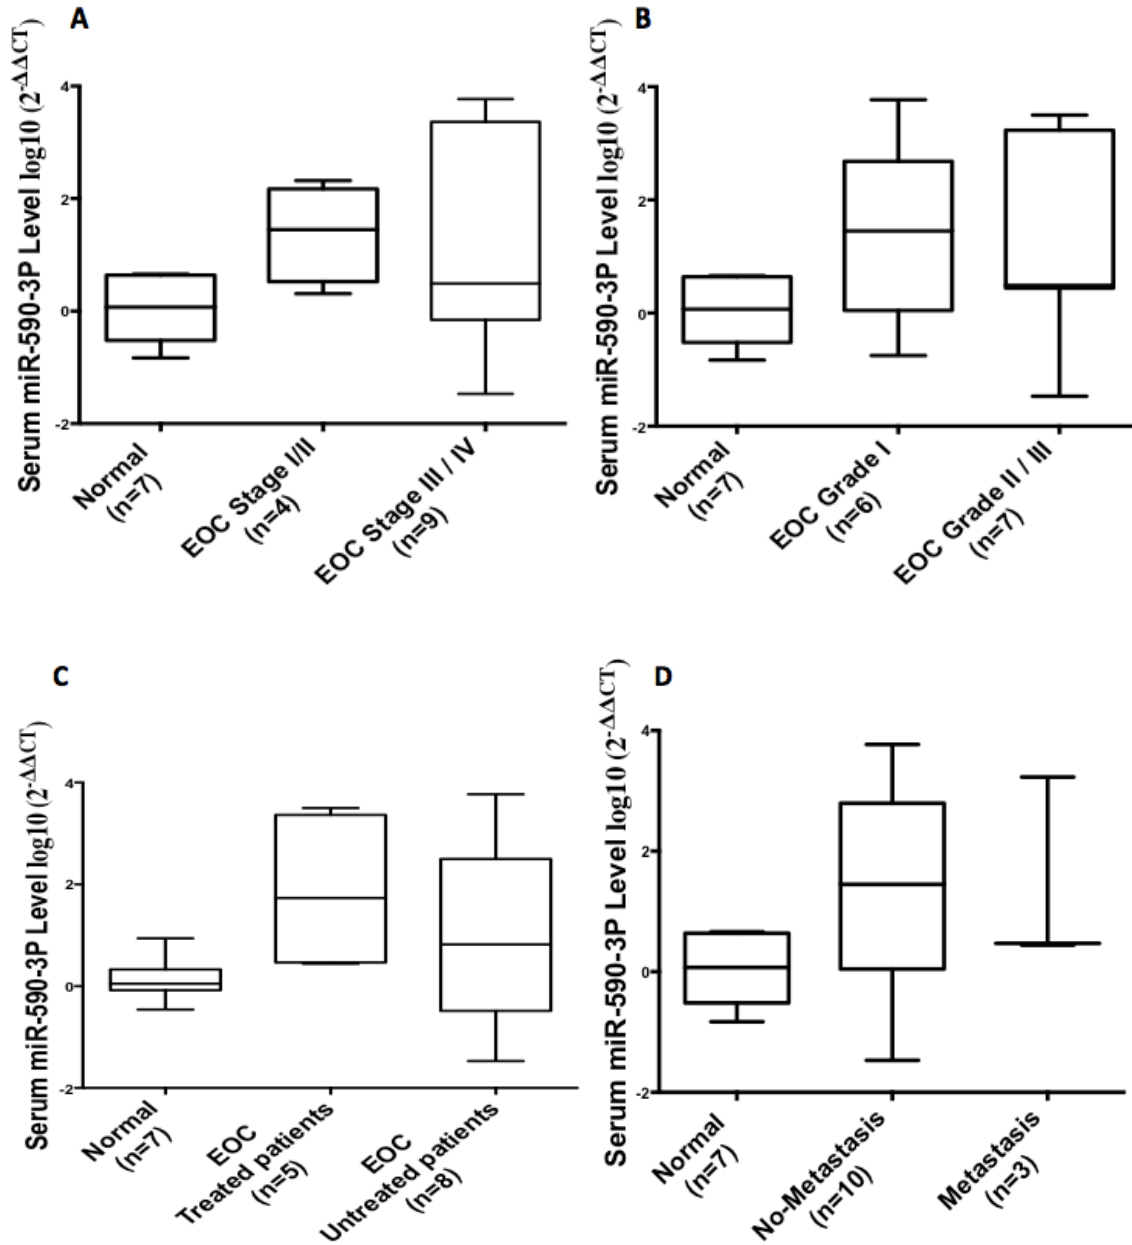 A
Serum miR-590-3P Level log10 (2-ΔΔCT)
4
2
0
-2
Normal
(n=7)
EOC Stage I/II
(n=4)
EOC Stage III / IV
(n=9)
B
Serum miR-590-3P Level log10 (2-ΔΔCT)
4
2
0
-2
Normal
(n=7)
EOC Grade I
(n=6)
EOC Grade II / III
(n=7)
C
Serum miR-590-3P Level log10 (2-ΔΔCT)
4
2
0
-2
Normal
(n=7)
EOC
Treated patients
(n=5)
EOC
Untreated patients
(n=8)
D
Serum miR-590-3P Level log10 (2-ΔΔCT)
4
2
0
-2
Normal
(n=7)
No-Metastasis
(n=10)
Metastasis
(n=3)